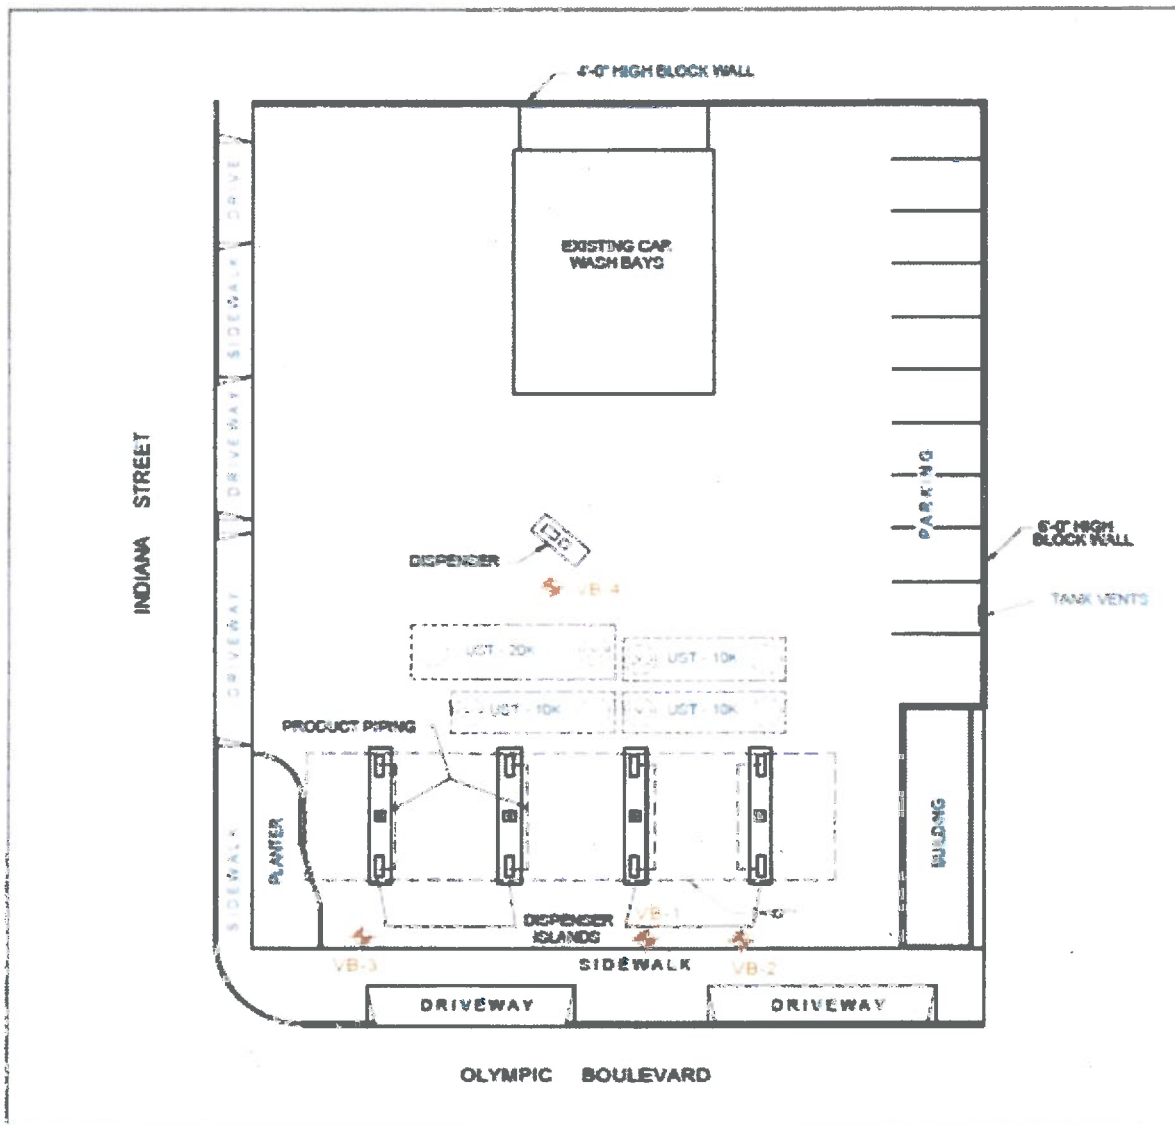 4'-0" HIGH BLOCK WALL
EXISTING CAR
WASH BAYS
DRIVE
SIDEWALK
DRIVEWAY
DRIVEWAY
SIDEWALK
INDIANA STREET
PARKING
6'-0" HIGH
BLOCK WALL
TANK VENTS
DISPENSER
VB-4
UST - 20K
UST - 10K
UST - 10K
UST - 10K
PRODUCT PIPING
PLANTER
BUILDING
VB-1
DISPENSER
ISLANDS
VB-3
VB-2
SIDEWALK
DRIVEWAY
DRIVEWAY
OLYMPIC BOULEVARD